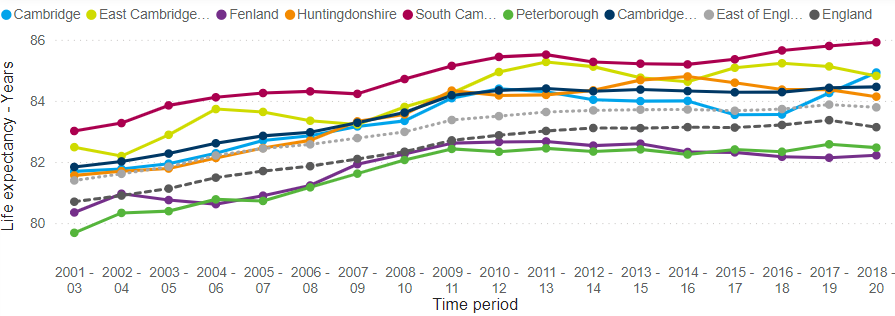 Cambridge East Cambridge... Fenland Huntingdonshire South Cam... Peterborough Cambridge... East of Engl... England
86
84
82
80
Life expectancy - Years
2001 - 03 2002 - 04 2003 - 05 2004 - 06 2005 - 07 2006 - 08 2007 - 09 2008 - 10 2009 - 11 2010 - 12 2011 - 13 2012 - 14 2013 - 15 2014 - 16 2015 - 17 2016 - 18 2017 - 19 2018 - 20
Time period